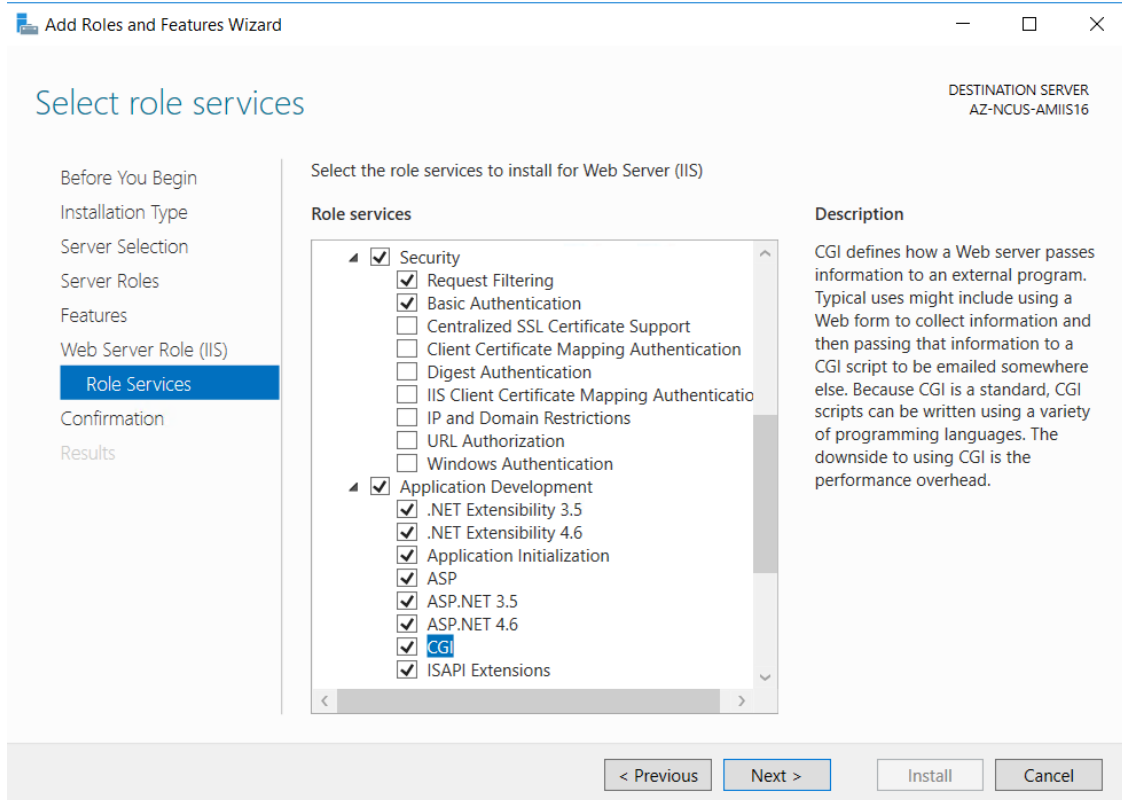 Add Roles and Features Wizard
Select role services
DESTINATION SERVER
AZ-NCUS-AMIIS16
Before You Begin
Installation Type
Server Selection
Server Roles
Features
Web Server Role (IIS)
Role Services
Confirmation
Results
Select the role services to install for Web Server (IIS)
Role services
Security
Request Filtering
Basic Authentication
Centralized SSL Certificate Support
Client Certificate Mapping Authentication
Digest Authentication
IIS Client Certificate Mapping Authenticatio
IP and Domain Restrictions
URL Authorization
Windows Authentication
Application Development
.NET Extensibility 3.5
.NET Extensibility 4.6
Application Initialization
ASP
ASP.NET 3.5
ASP.NET 4.6
CGI
ISAPI Extensions
Description
CGI defines how a Web server passes
information to an external program.
Typical uses might include using a
Web form to collect information and
then passing that information to a
CGI script to be emailed somewhere
else. Because CGI is a standard, CGI
scripts can be written using a variety
of programming languages. The
downside to using CGI is the
performance overhead.
< Previous
Next >
Install
Cancel